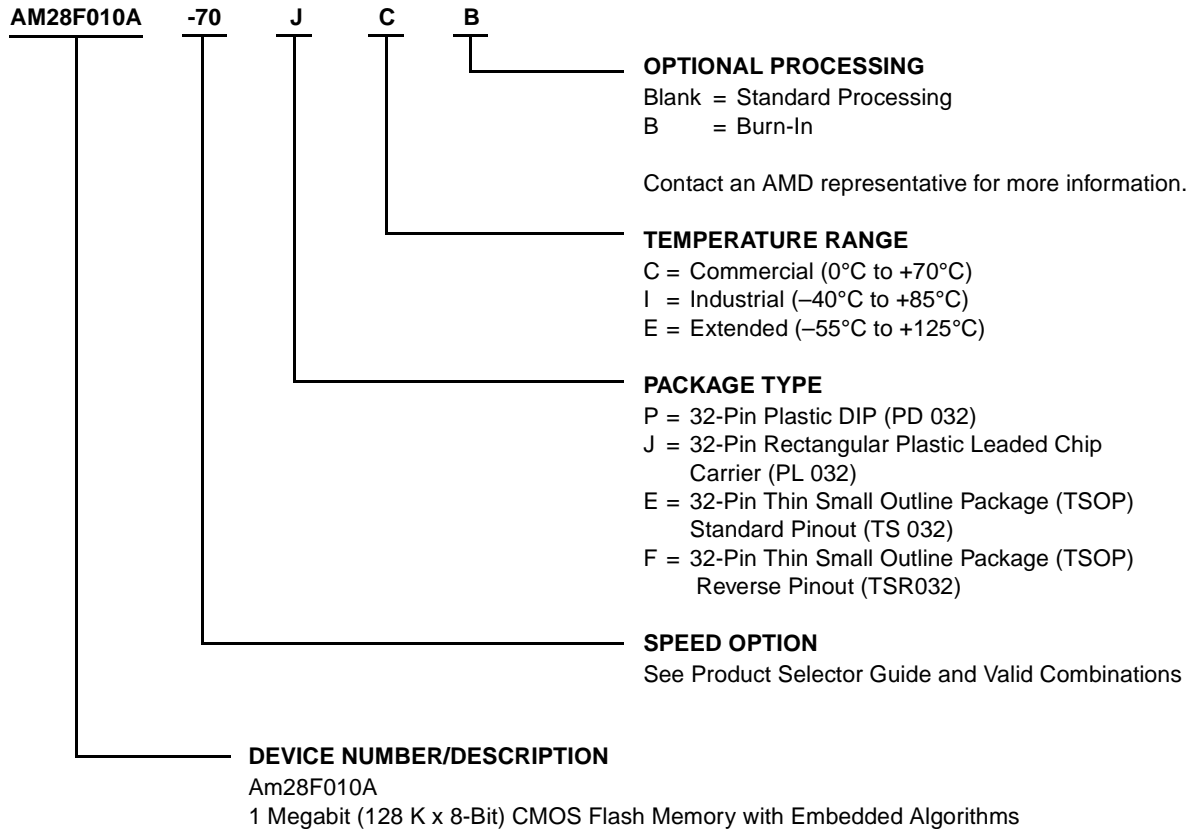 AM28F010A -70 J C B
OPTIONAL PROCESSING
Blank = Standard Processing
B = Burn-In
Contact an AMD representative for more information.
TEMPERATURE RANGE
C = Commercial (0°C to +70°C)
I = Industrial (–40°C to +85°C)
E = Extended (–55°C to +125°C)
PACKAGE TYPE
P = 32-Pin Plastic DIP (PD 032)
J = 32-Pin Rectangular Plastic Leaded Chip
Carrier (PL 032)
E = 32-Pin Thin Small Outline Package (TSOP)
Standard Pinout (TS 032)
F = 32-Pin Thin Small Outline Package (TSOP)
Reverse Pinout (TSR032)
SPEED OPTION
See Product Selector Guide and Valid Combinations
DEVICE NUMBER/DESCRIPTION
Am28F010A
1 Megabit (128 K x 8-Bit) CMOS Flash Memory with Embedded Algorithms